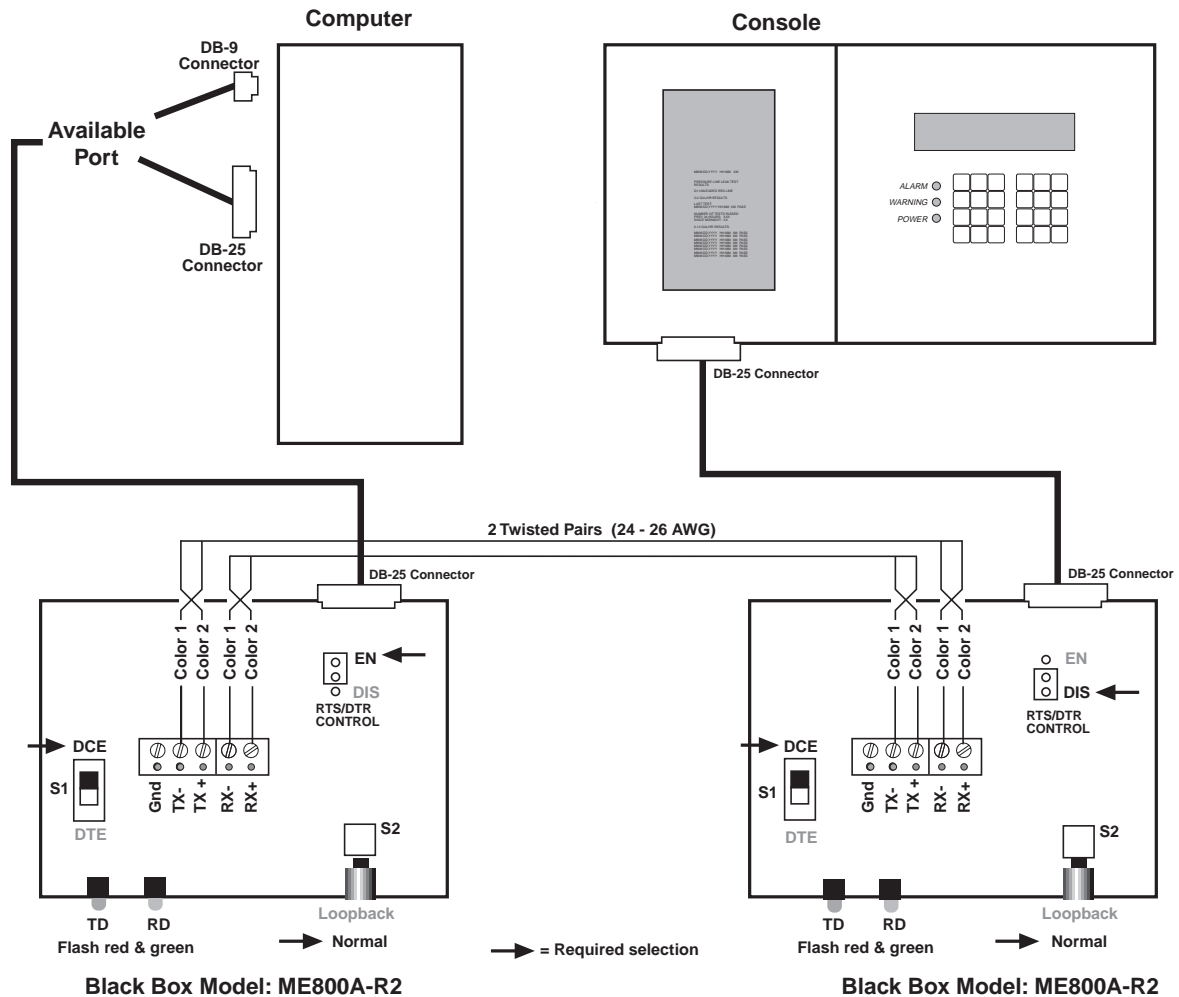 Computer
Console
DB-9
Connector
Available
Port
DB-25
Connector
ALARM
WARNING
POWER
DB-25 Connector
2 Twisted Pairs (24 - 26 AWG)
DB-25 Connector
DB-25 Connector
Color 1
Color 2
Color 1
Color 2
EN
DIS
RTS/DTR
CONTROL
DCE
S1
DTE
Gnd
TX-
TX +
RX-
RX+
S2
TD
RD
Flash red & green
Loopback
Normal
Color 1
Color 2
Color 1
Color 2
EN
DIS
RTS/DTR
CONTROL
DCE
S1
DTE
Gnd
TX-
TX +
RX-
RX+
S2
TD
RD
Flash red & green
Loopback
Normal
= Required selection
Black Box Model: ME800A-R2
Black Box Model: ME800A-R2